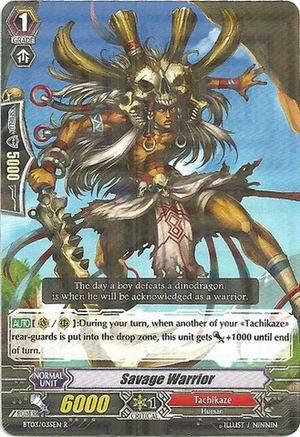 1
GRADE
5000
The day a boy defeats a dinodragon
is when he will be acknowledged as a warrior.
AUTO [ / ]:During your turn, when another of your «Tachikaze»
rear-guards is put into the drop zone, this unit gets +1000 until end
of turn.
NORMAL
UNIT
Savage Warrior
6000
1
CRITICAL
Tachikaze
Human
BT03/035EN R
ILLUST / NINNIN